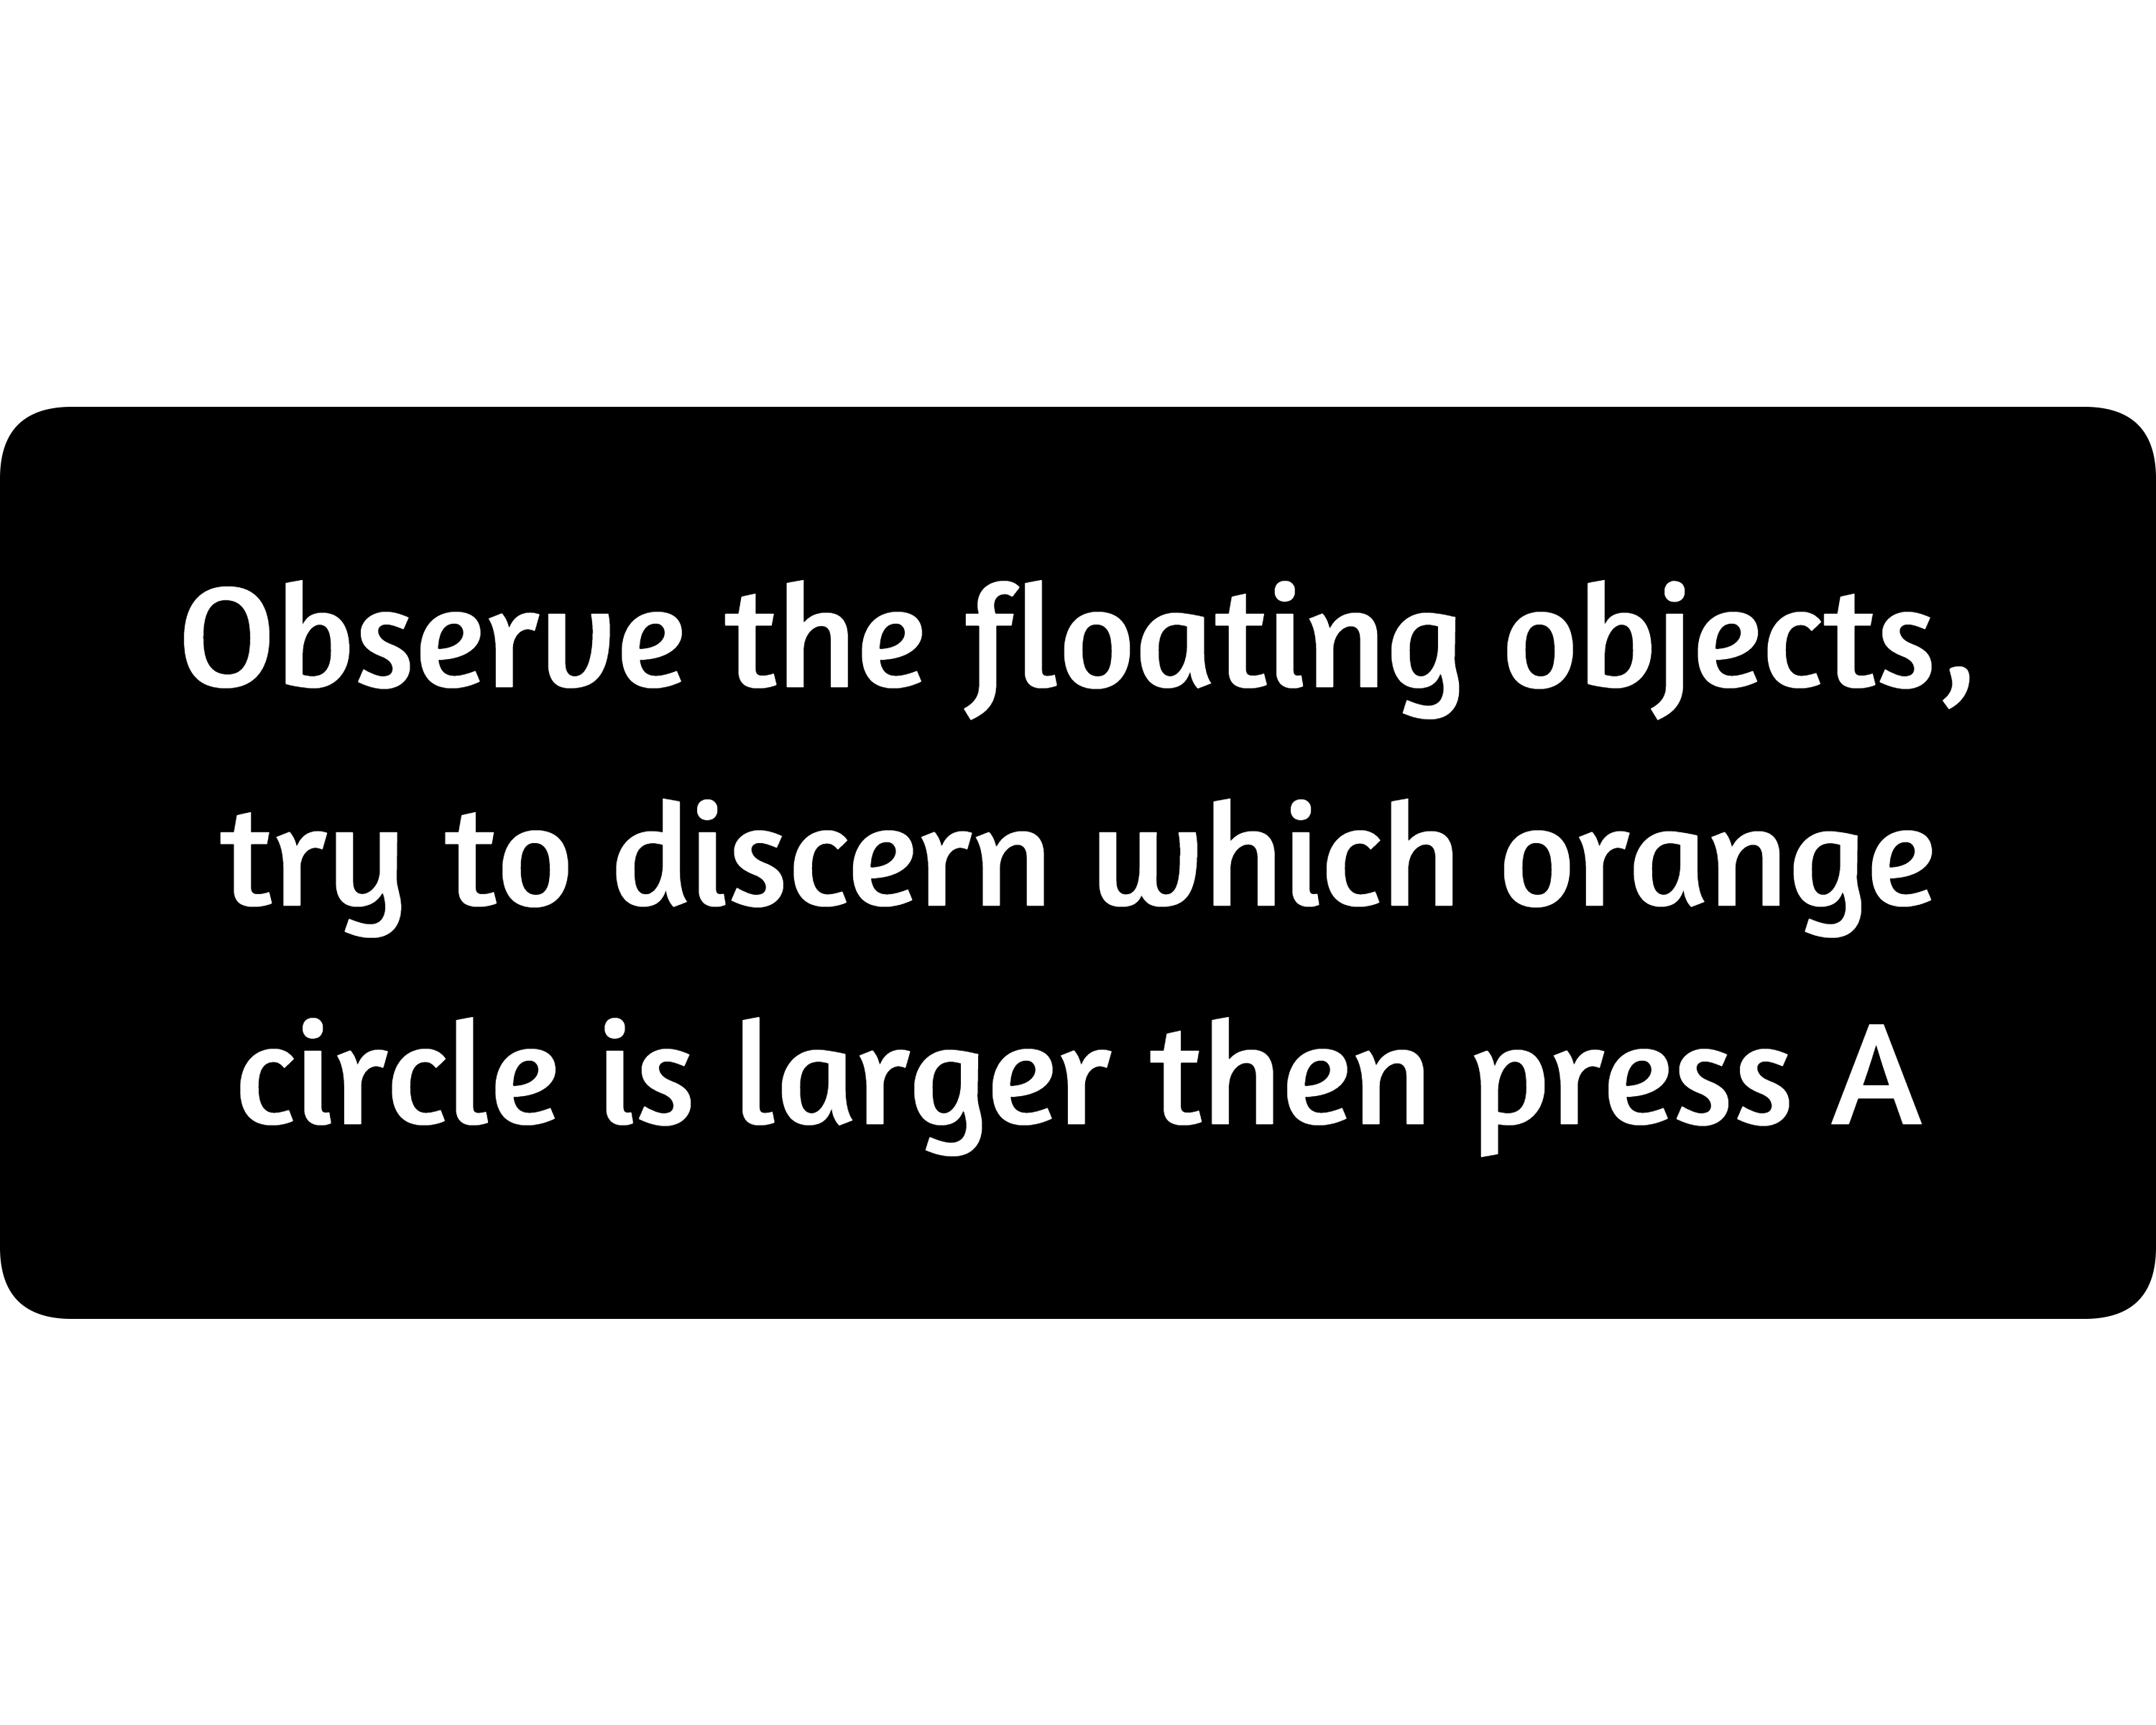 Observe the floating objects,
try to discern which orange
circle is larger then press A